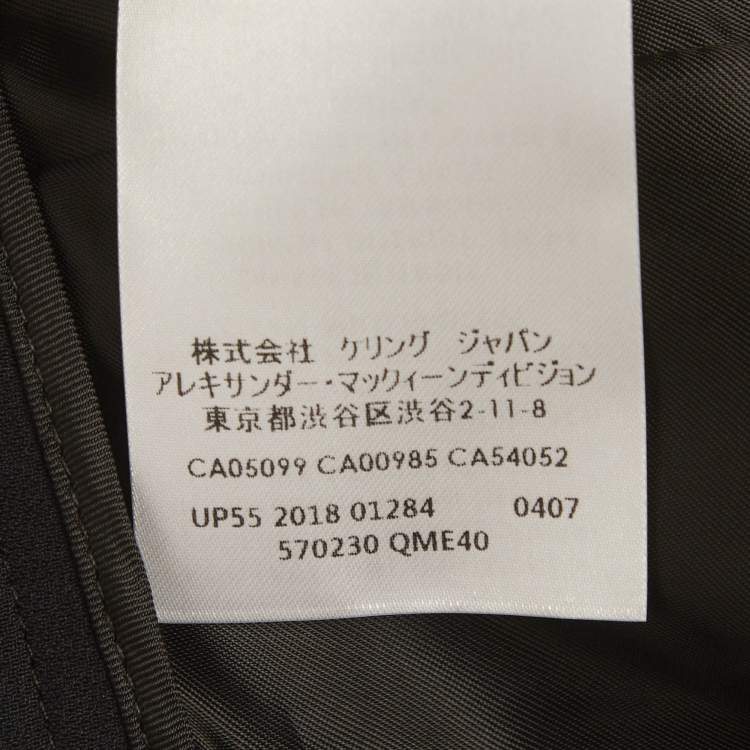 株式会社 ケリング ジャパン
アレキサンダー・マックィーンディビジョン
東京都渋谷区渋谷2-11-8
CA05099 CA00985 CA54052
UP55 2018 01284 0407
570230 QME40